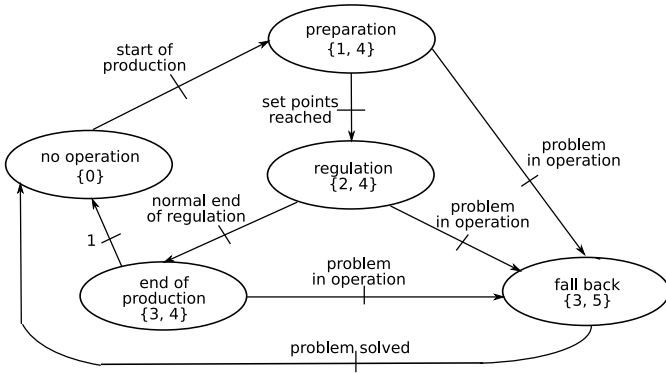 preparation
{1, 4}
start of
production
set points
reached
problem
in operation
no operation
{0}
regulation
{2, 4}
normal end
of regulation
problem
in operation
1
end of
production
{3, 4}
problem
in operation
fall back
{3, 5}
problem solved